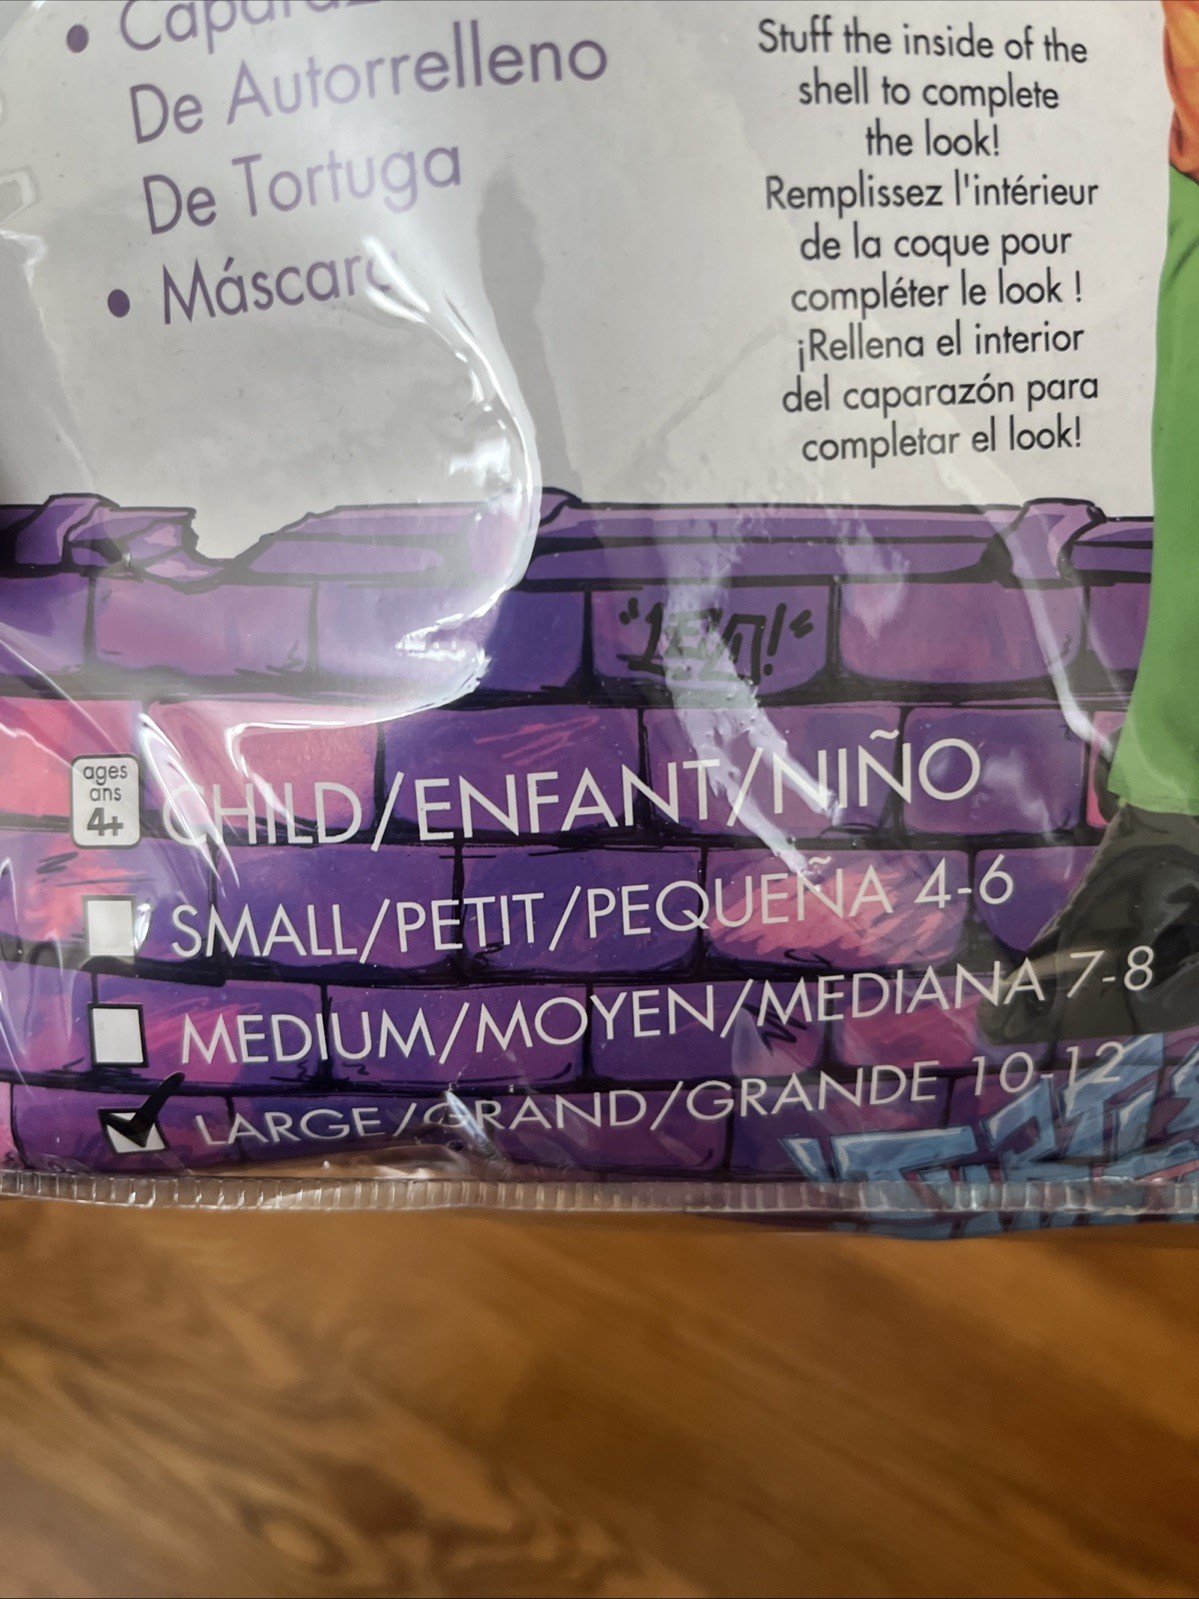 • Capara
De Autorrelleno
De Tortuga
• Máscara
Stuff the inside of the
shell to complete
the look!
Remplissez l'intérieur
de la coque pour
compléter le look !
¡Rellena el interior
del caparazón para
completar el look!
ages
ans
4+
CHILD/ENFANT/NIÑO
SMALL/PETIT/PEQUEÑA 4-6
MEDIUM/MOYEN/MEDIANA 7-8
LARGE/GRAND/GRANDE 10-12